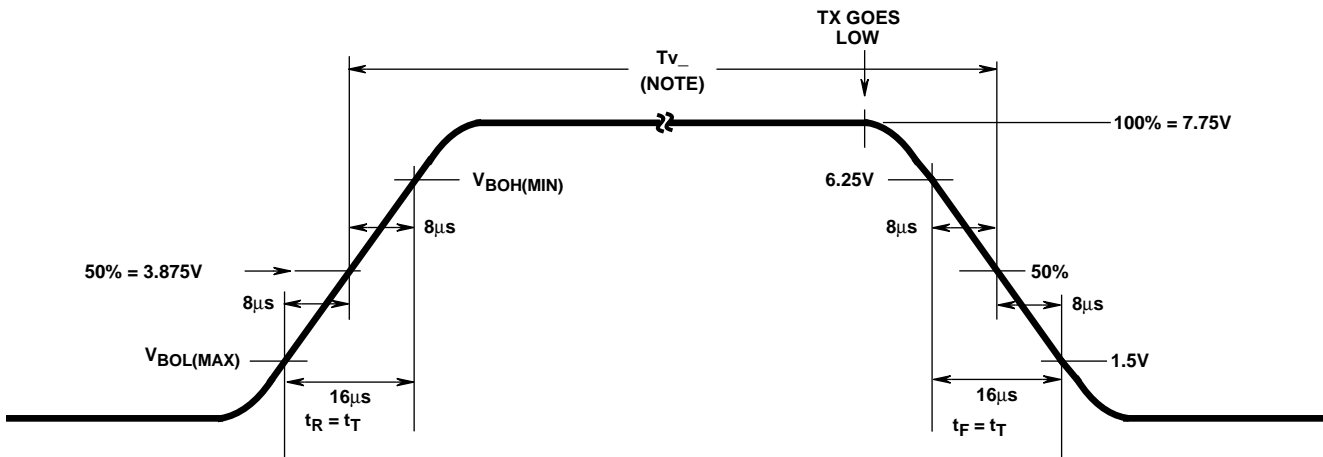 TX GOES
LOW
Tv_
(NOTE)
100% = 7.75V
VBOH(MIN)
6.25V
8µs
8µs
50% = 3.875V
50%
8µs
8µs
VBOL(MAX)
1.5V
16µs
tR = tT
16µs
tF = tT